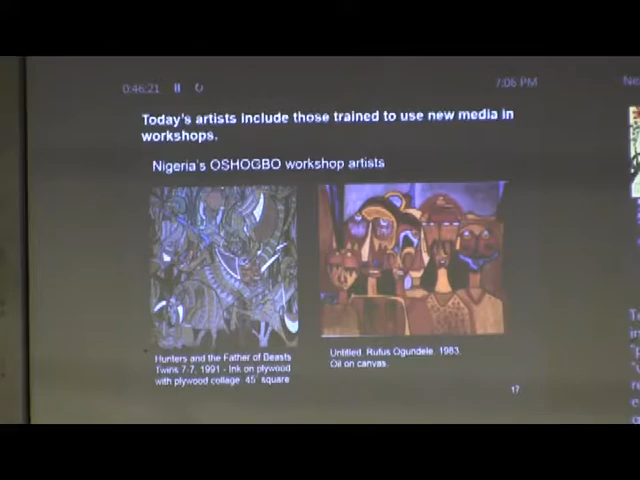 0:46:21
7:06 PM
Today's artists include those trained to use new media in
workshops.
Nigeria's OSHOGBO workshop artists
Hunters and the Father of Beasts
Twins 7-7, 1991 - Ink on plywood
with plywood collage 45" square
Untitled. Rufus Ogundele. 1983.
Oil on canvas.
17